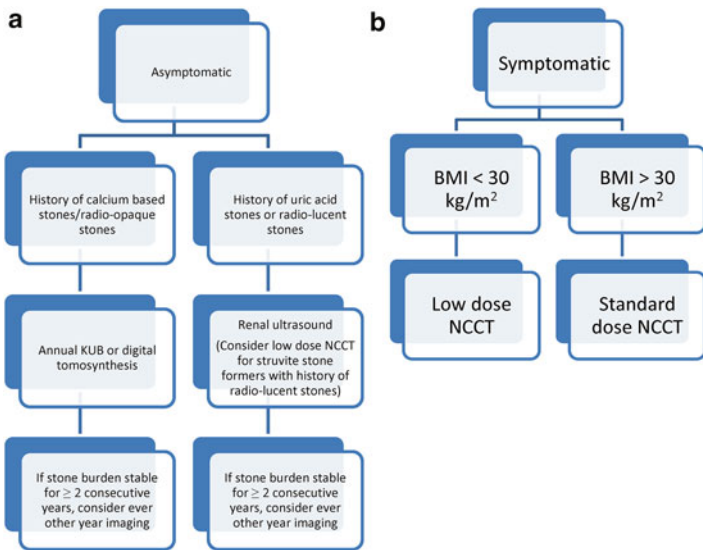 a
Asymptomatic
History of calcium based
stones/radio-opaque
stones
Annual KUB or digital
tomosynthesis
If stone burden stable
for ≥ 2 consecutive
years, consider ever
other year imaging
History of uric acid
stones or radio-lucent
stones
Renal ultrasound
(Consider low dose NCCT
for struvite stone
formers with history of
radio-lucent stones)
If stone burden stable
for ≥ 2 consecutive
years, consider ever
other year imaging
b
Symptomatic
BMI < 30
kg/m²
Low dose
NCCT
BMI > 30
kg/m²
Standard
dose NCCT